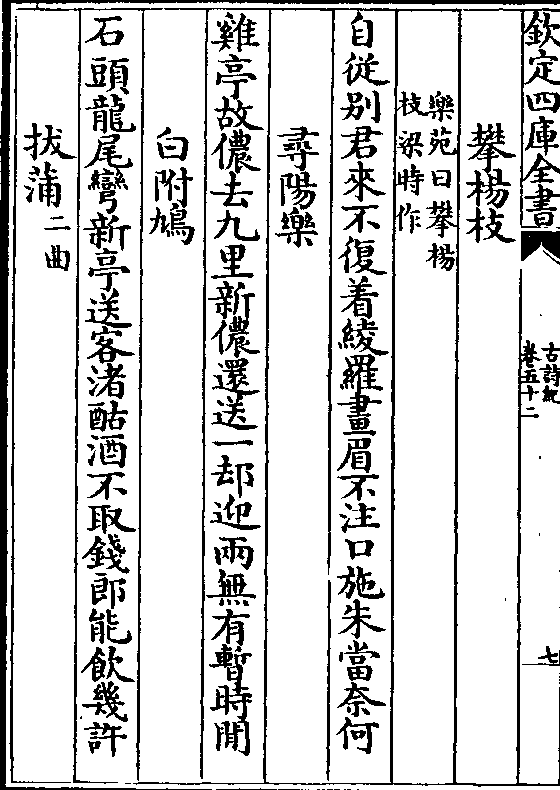 欽定四庫全書
古詩紀
卷五十二
七
攀楊枝
樂苑曰攀楊
枝梁時作
自從別君來不復着綾羅畫眉不注口施朱當奈何
尋陽樂
雞亭故儂去九里新儂還送一却迎兩無有暫時閒
白附鳩
石頭龍尾彎新亭送客渚酤酒不取錢郎能飲幾許
拔蒲二曲